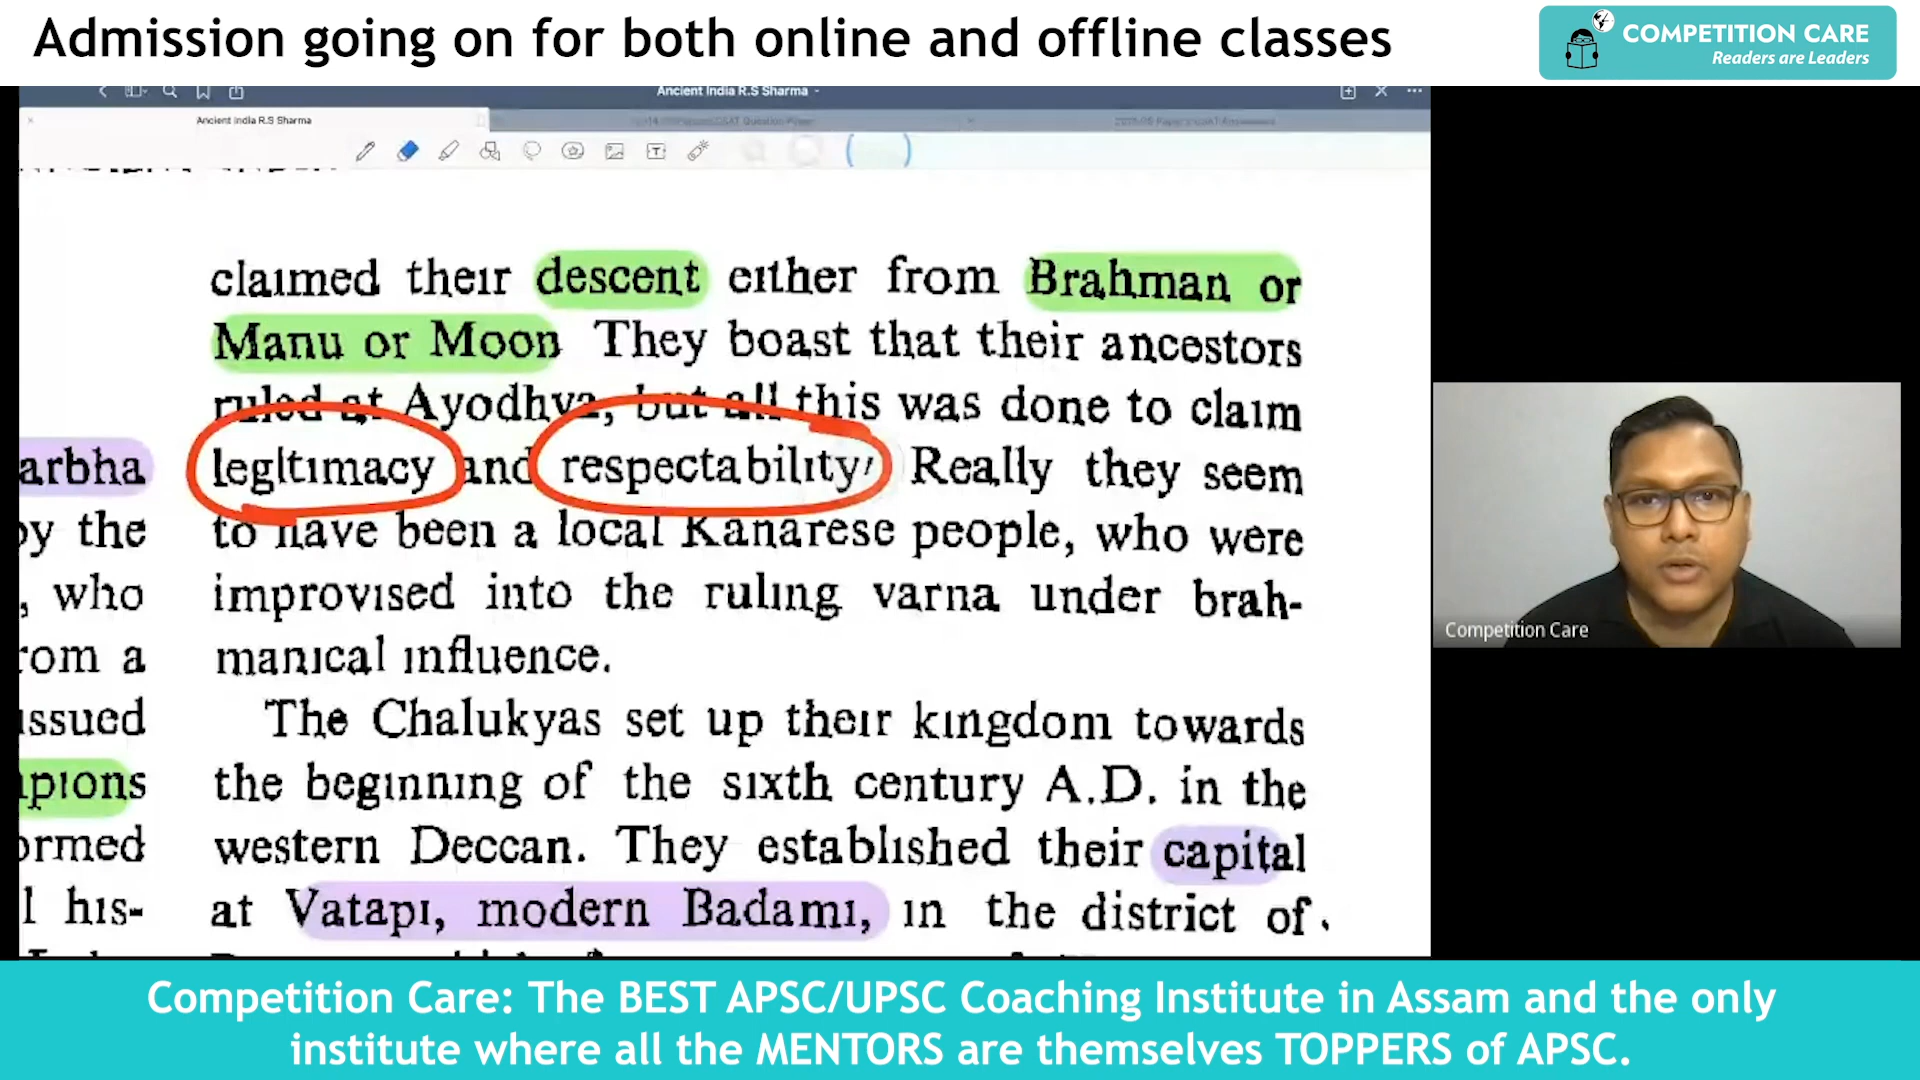 Admission going on for both online and offline classes
COMPETITION CARE
Readers are Leaders
Ancient India R.S Sharma
Ancient India R.S Sharma
claimed their descent either from Brahman or
Manu or Moon They boast that their ancestors
ruled at Ayodhya, but all this was done to claim
legitimacy and respectability Really they seem
to have been a local Kanarese people, who were
improvised into the ruling varna under brah-
manical influence.
The Chalukyas set up their kingdom towards
the beginning of the sixth century A.D. in the
western Deccan. They established their capital
at Vatapi, modern Badami, in the district of
arbha
by the
, who
rom a
issued
pions
ormed
l his-
Competition Care
Competition Care: The BEST APSC/UPSC Coaching Institute in Assam and the only
institute where all the MENTORS are themselves TOPPERS of APSC.